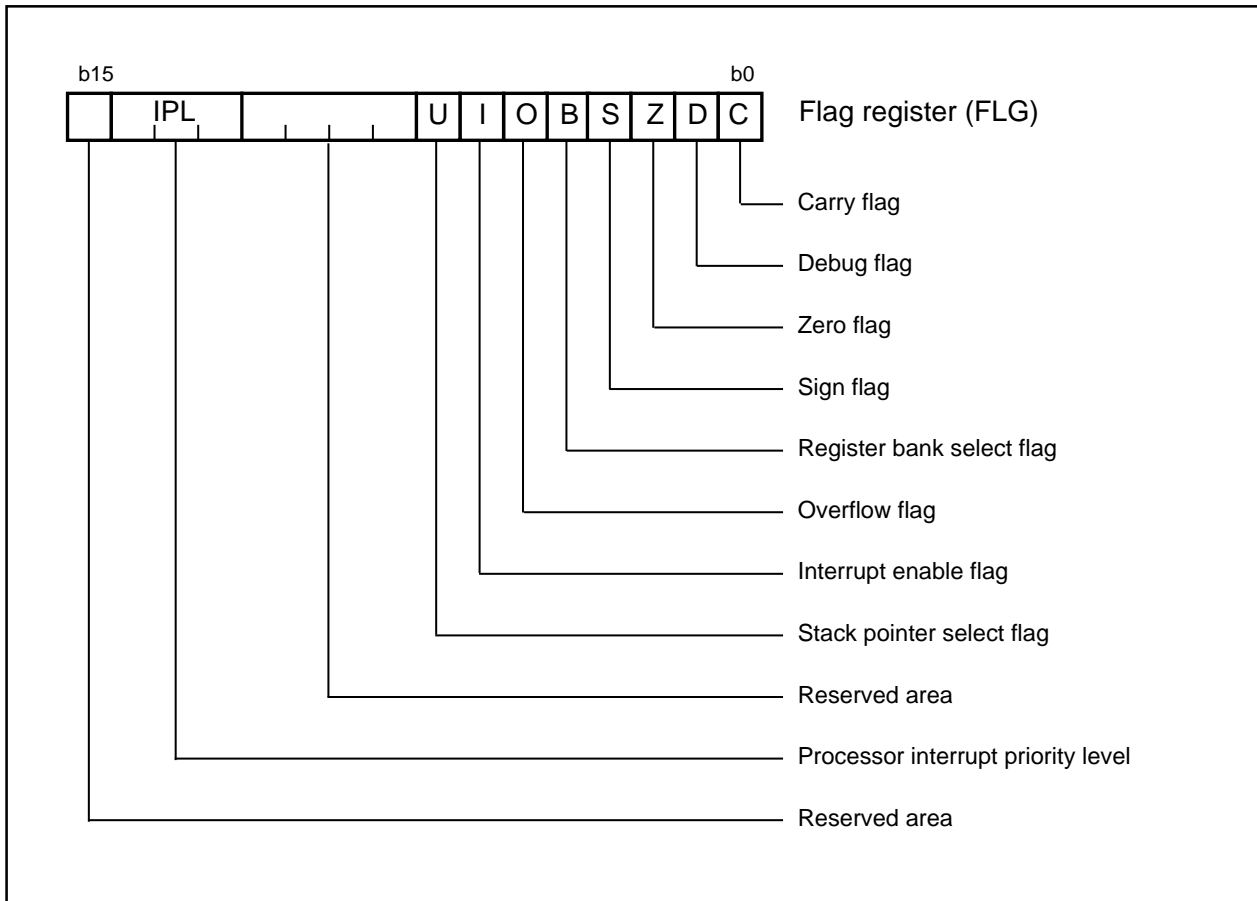 b15 b0
IPL U I O B S Z D C Flag register (FLG)
Carry flag
Debug flag
Zero flag
Sign flag
Register bank select flag
Overflow flag
Interrupt enable flag
Stack pointer select flag
Reserved area
Processor interrupt priority level
Reserved area